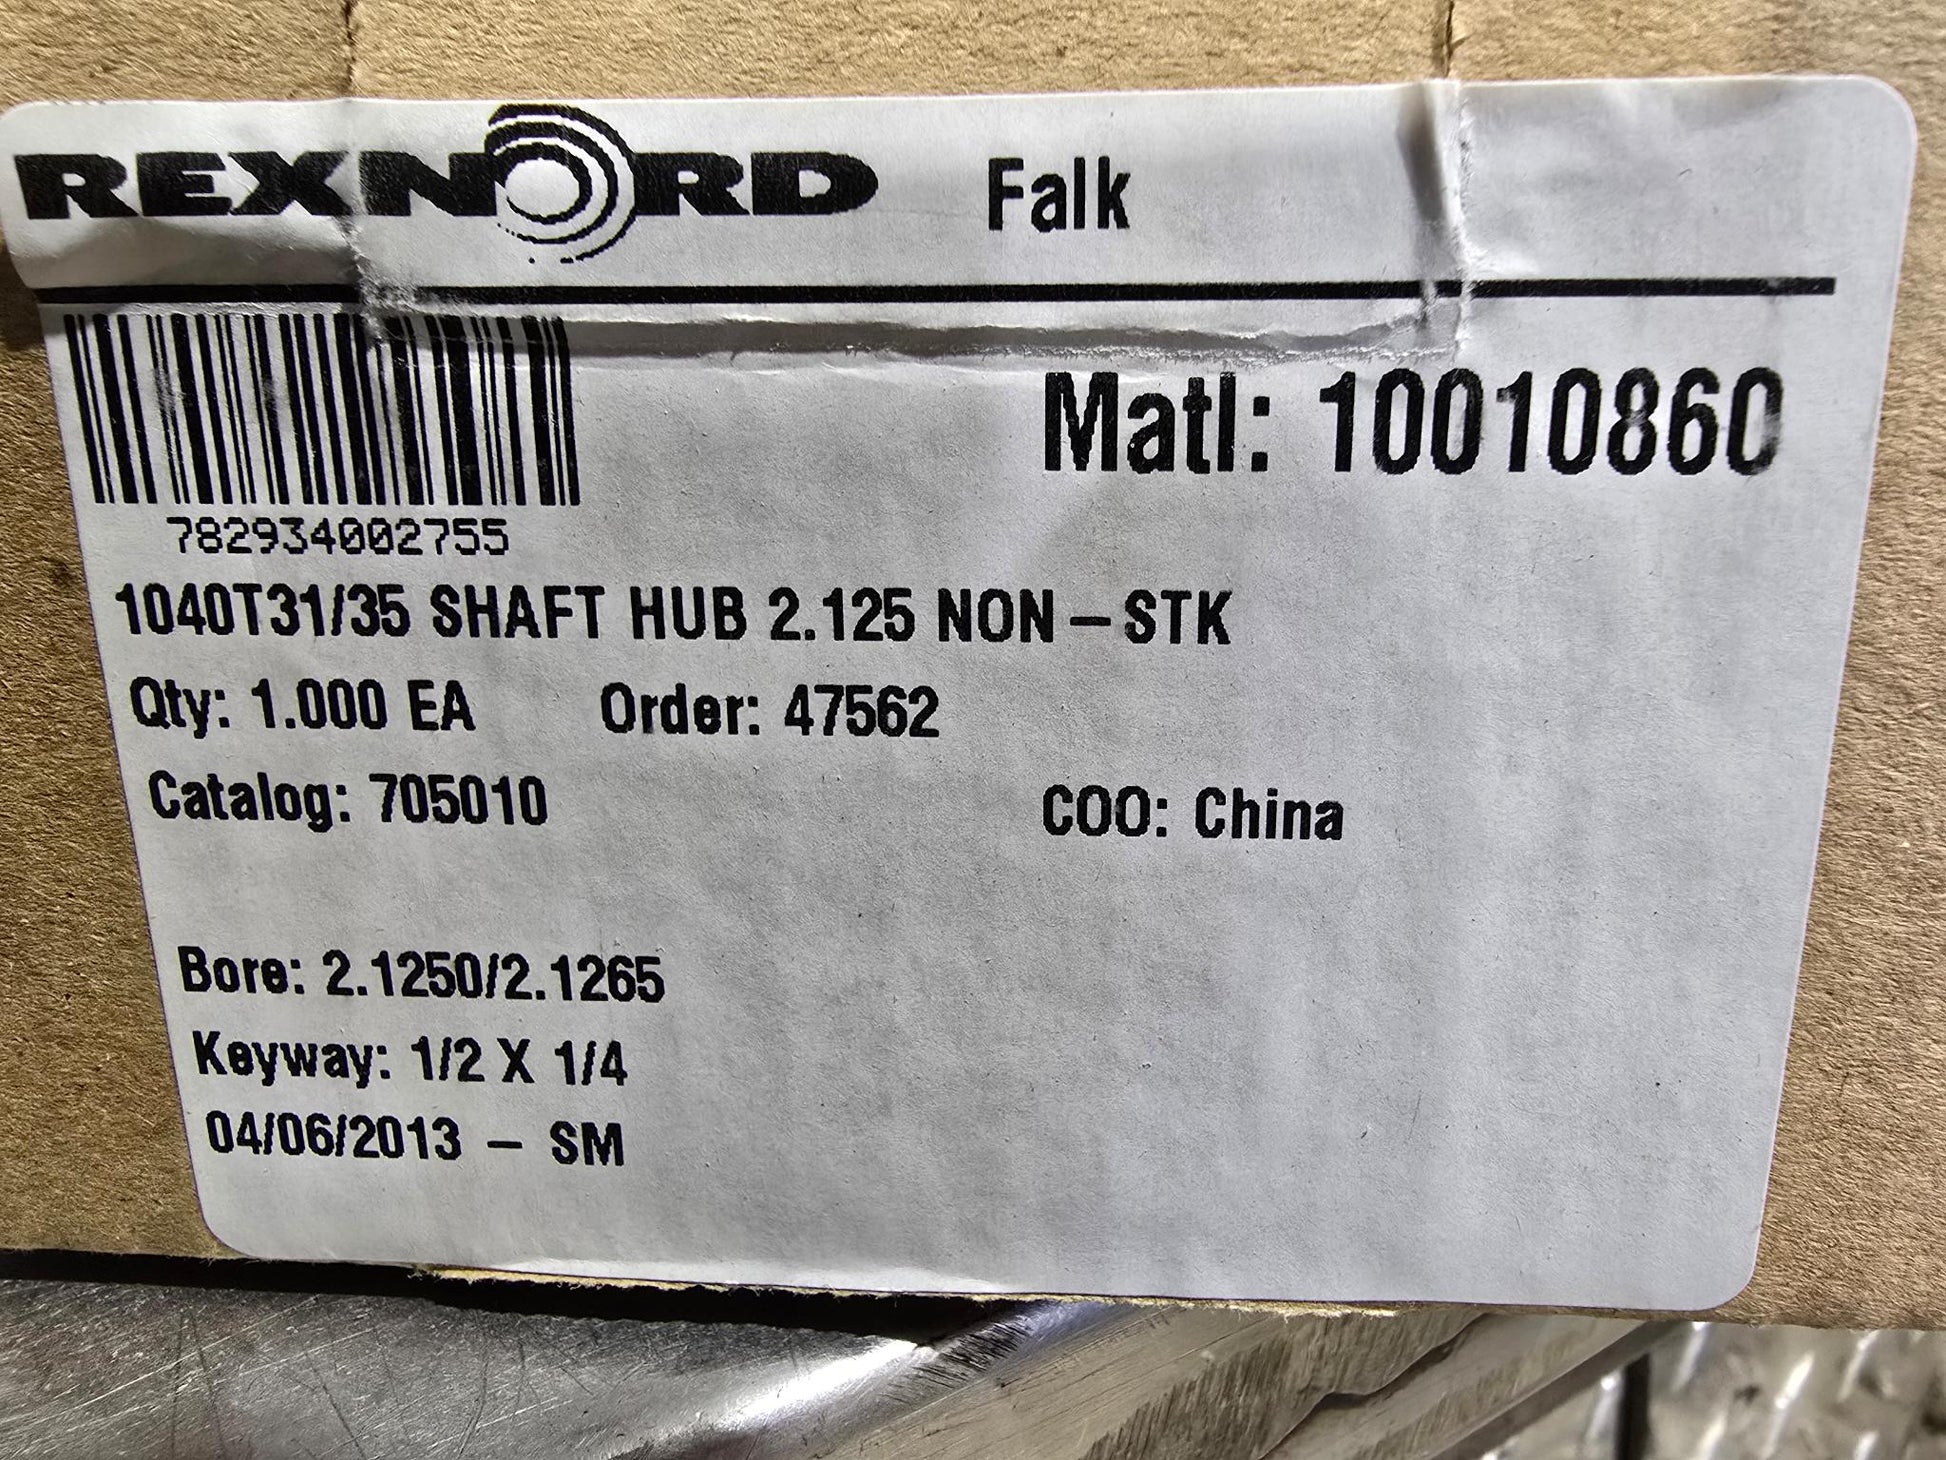 REXNORD Falk
Matl: 10010860
782934002755
1040T31/35 SHAFT HUB 2.125 NON-STK
Qty: 1.000 EA Order: 47562
Catalog: 705010 COO: China
Bore: 2.1250/2.1265
Keyway: 1/2 X 1/4
04/06/2013 - SM